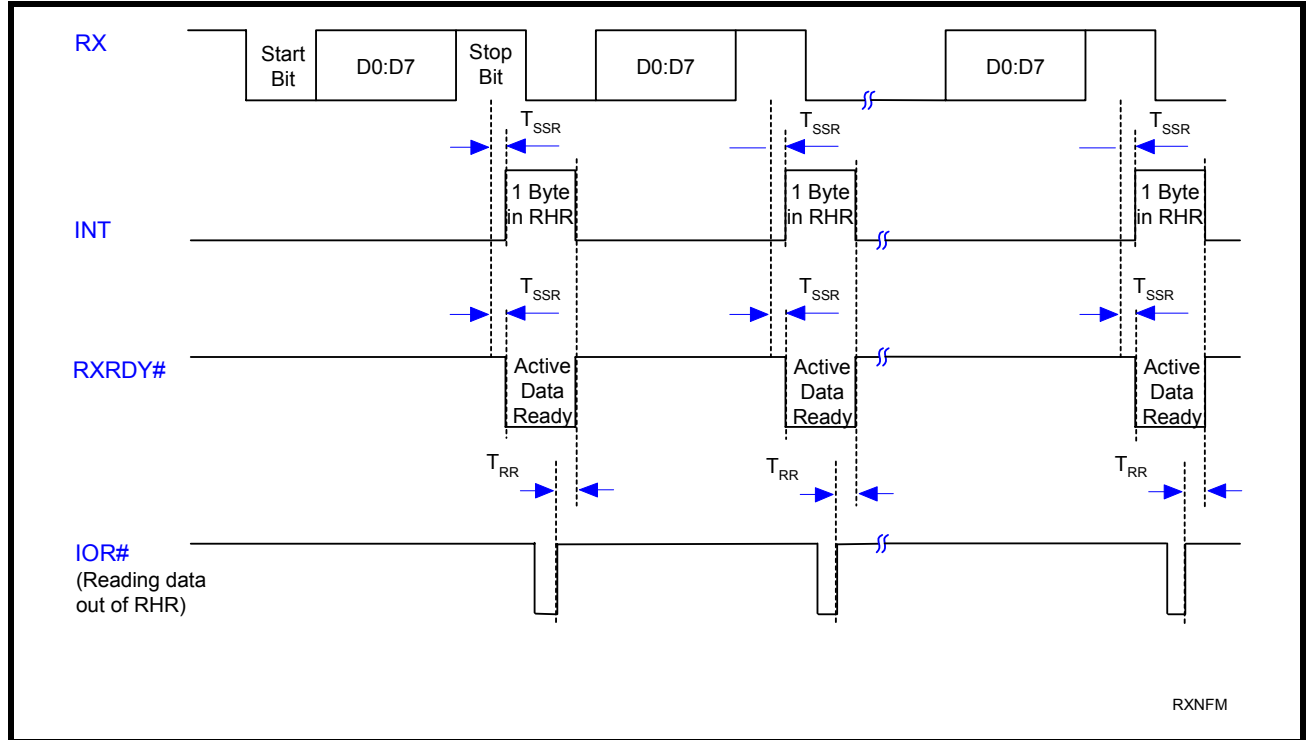 RX
Start
Bit
D0:D7
Stop
Bit
D0:D7
D0:D7
TSSR
TSSR
TSSR
INT
1 Byte
in RHR
1 Byte
in RHR
1 Byte
in RHR
TSSR
TSSR
TSSR
RXRDY#
Active
Data
Ready
Active
Data
Ready
Active
Data
Ready
TRR
TRR
TRR
IOR#
(Reading data
out of RHR)
RXNFM